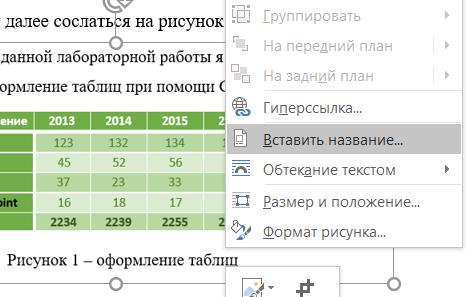 далее сослаться на рисунок
данной лабораторной работы я
оформление таблиц при помощи
ение 2013 2014 2015
123 132 134
45 52 56
37 23 33
16 18 17
oint
2234 2239 2255
Рисунок 1 – оформление таблиц
Группировать
На передний план
На задний план
Гиперссылка...
Вставить название...
Обтекание текстом
Размер и положение...
Формат рисунка...